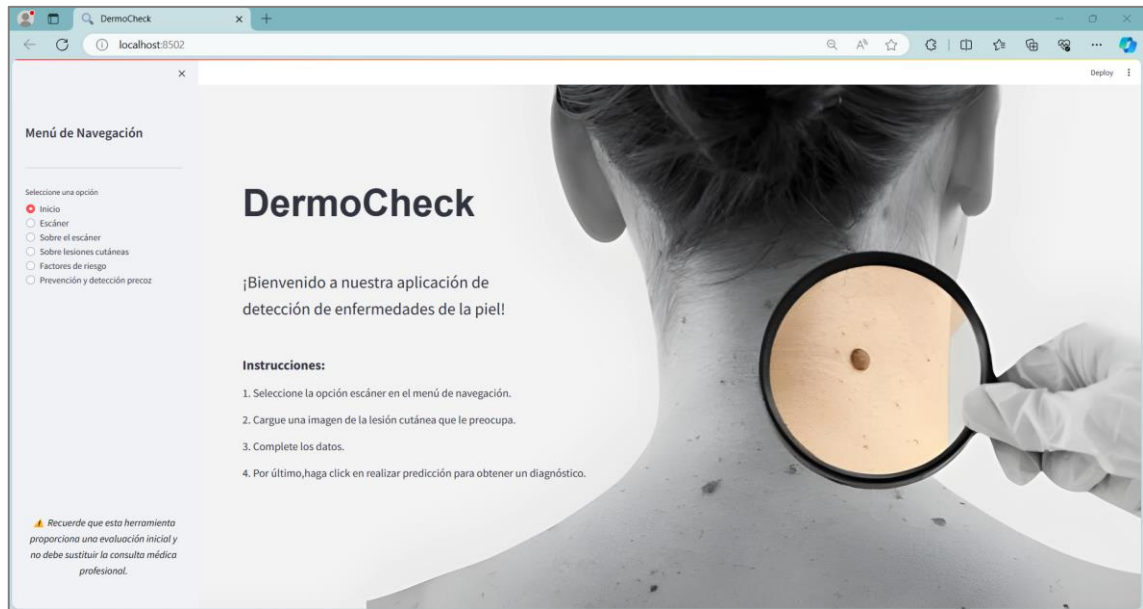 DermoCheck
localhost:8502
Deploy
Menú de Navegación
Seleccione una opción
Inicio
Escáner
Sobre el escáner
Sobre lesiones cutáneas
Factores de riesgo
Prevención y detección precoz
⚠️ Recuerde que esta herramienta
proporciona una evaluación inicial y
no debe sustituir la consulta médica
profesional.
DermoCheck
¡Bienvenido a nuestra aplicación de
detección de enfermedades de la piel!
Instrucciones:
1. Seleccione la opción escáner en el menú de navegación.
2. Cargue una imagen de la lesión cutánea que le preocupa.
3. Complete los datos.
4. Por último,haga click en realizar predicción para obtener un diagnóstico.